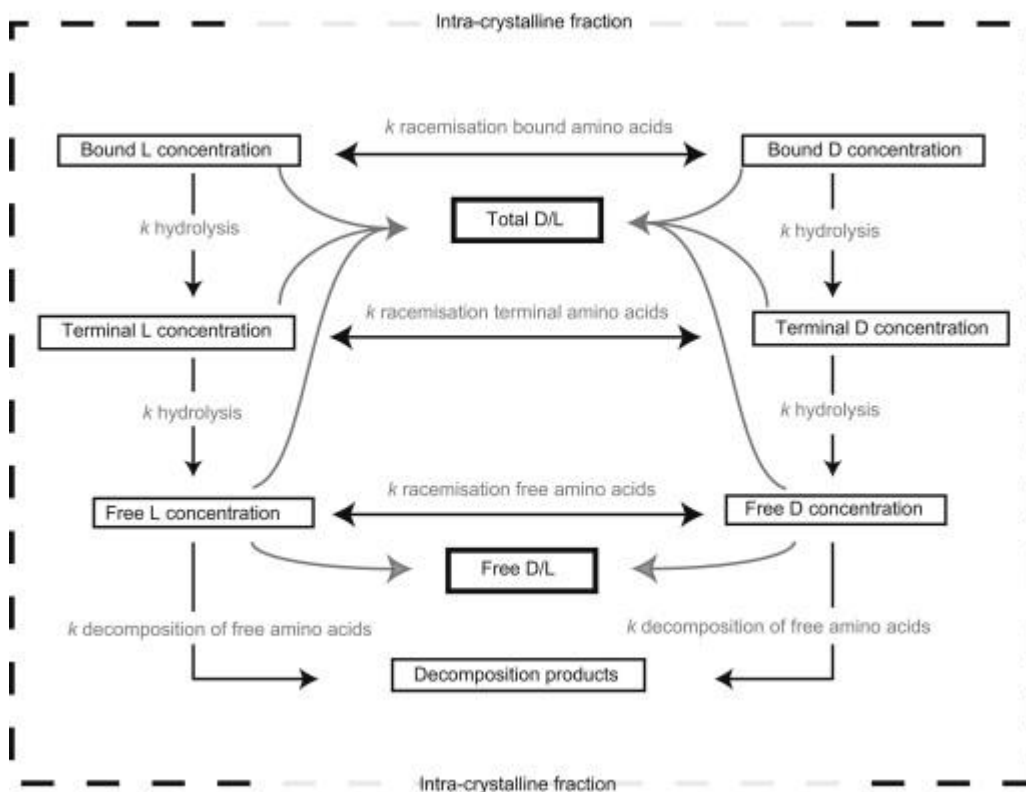 Intra-crystalline fraction
k racemisation bound amino acids
Bound L concentration
Bound D concentration
Total D/L
k hydrolysis
k hydrolysis
k racemisation terminal amino acids
Terminal L concentration
Terminal D concentration
k hydrolysis
k hydrolysis
k racemisation free amino acids
Free L concentration
Free D concentration
Free D/L
k decomposition of free amino acids
k decomposition of free amino acids
Decomposition products
Intra-crystalline fraction